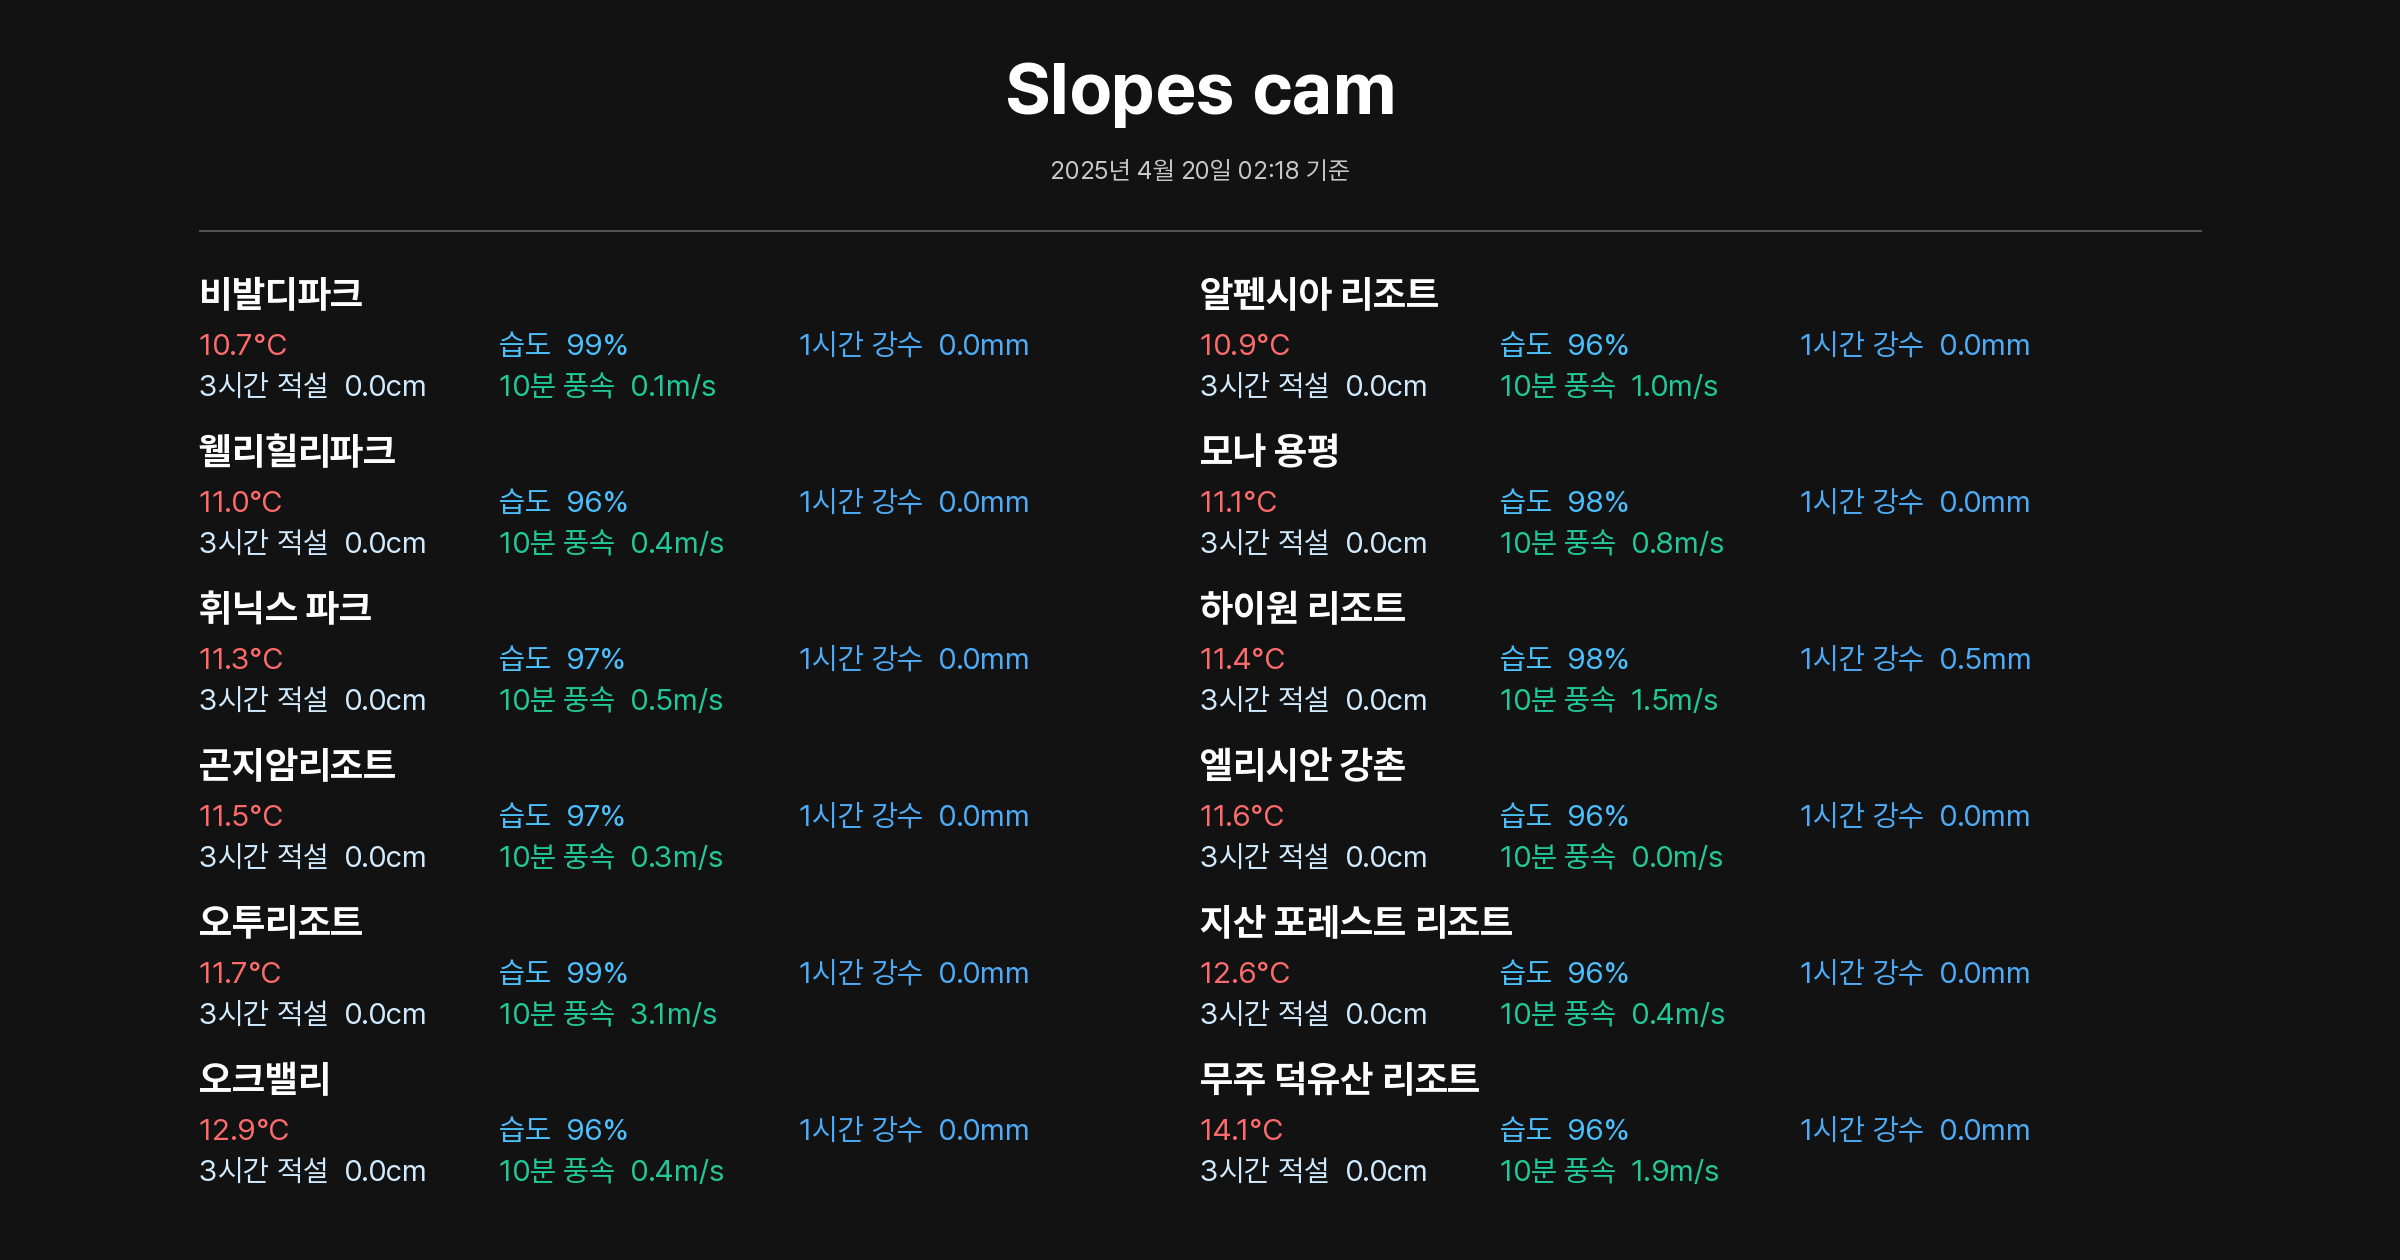 Slopes cam
2025년 4월 20일 02:18 기준
비발디파크
10.7°C 습도 99% 1시간 강수 0.0mm
3시간 적설 0.0cm 10분 풍속 0.1m/s
알펜시아 리조트
10.9°C 습도 96% 1시간 강수 0.0mm
3시간 적설 0.0cm 10분 풍속 1.0m/s
웰리힐리파크
11.0°C 습도 96% 1시간 강수 0.0mm
3시간 적설 0.0cm 10분 풍속 0.4m/s
모나 용평
11.1°C 습도 98% 1시간 강수 0.0mm
3시간 적설 0.0cm 10분 풍속 0.8m/s
휘닉스 파크
11.3°C 습도 97% 1시간 강수 0.0mm
3시간 적설 0.0cm 10분 풍속 0.5m/s
하이원 리조트
11.4°C 습도 98% 1시간 강수 0.5mm
3시간 적설 0.0cm 10분 풍속 1.5m/s
곤지암리조트
11.5°C 습도 97% 1시간 강수 0.0mm
3시간 적설 0.0cm 10분 풍속 0.3m/s
엘리시안 강촌
11.6°C 습도 96% 1시간 강수 0.0mm
3시간 적설 0.0cm 10분 풍속 0.0m/s
오투리조트
11.7°C 습도 99% 1시간 강수 0.0mm
3시간 적설 0.0cm 10분 풍속 3.1m/s
지산 포레스트 리조트
12.6°C 습도 96% 1시간 강수 0.0mm
3시간 적설 0.0cm 10분 풍속 0.4m/s
오크밸리
12.9°C 습도 96% 1시간 강수 0.0mm
3시간 적설 0.0cm 10분 풍속 0.4m/s
무주 덕유산 리조트
14.1°C 습도 96% 1시간 강수 0.0mm
3시간 적설 0.0cm 10분 풍속 1.9m/s